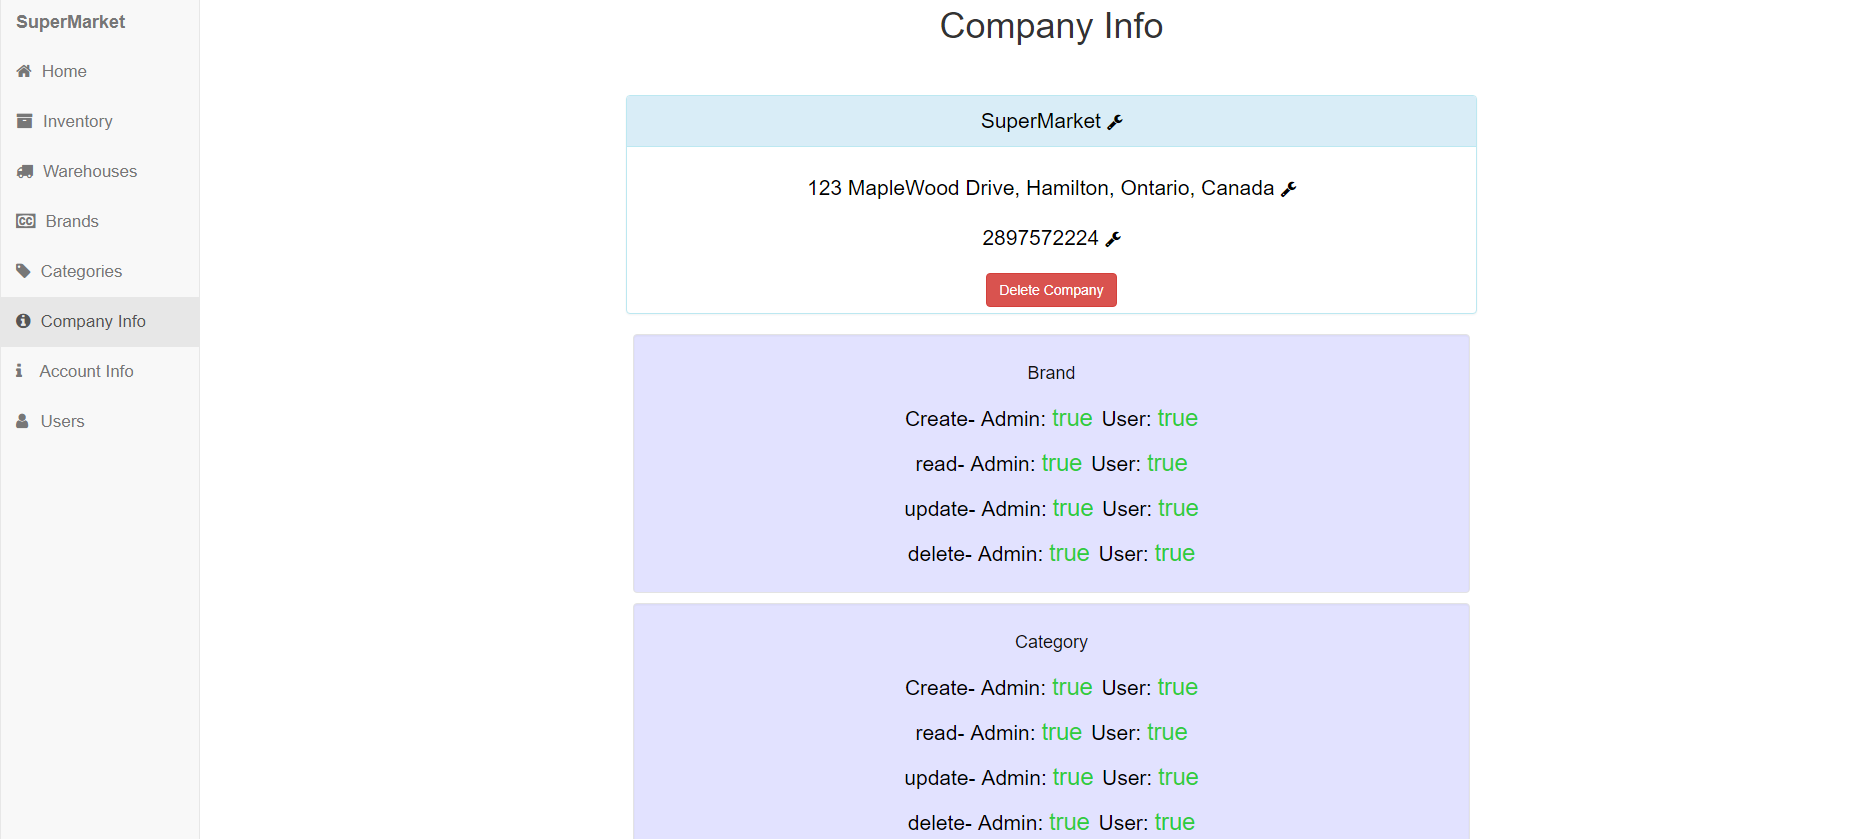 SuperMarket
Home
Inventory
Warehouses
Brands
Categories
Company Info
Account Info
Users
Company Info
SuperMarket
123 MapleWood Drive, Hamilton, Ontario, Canada
2897572224
Delete Company
Brand
Create- Admin: true User: true
read- Admin: true User: true
update- Admin: true User: true
delete- Admin: true User: true
Category
Create- Admin: true User: true
read- Admin: true User: true
update- Admin: true User: true
delete- Admin: true User: true